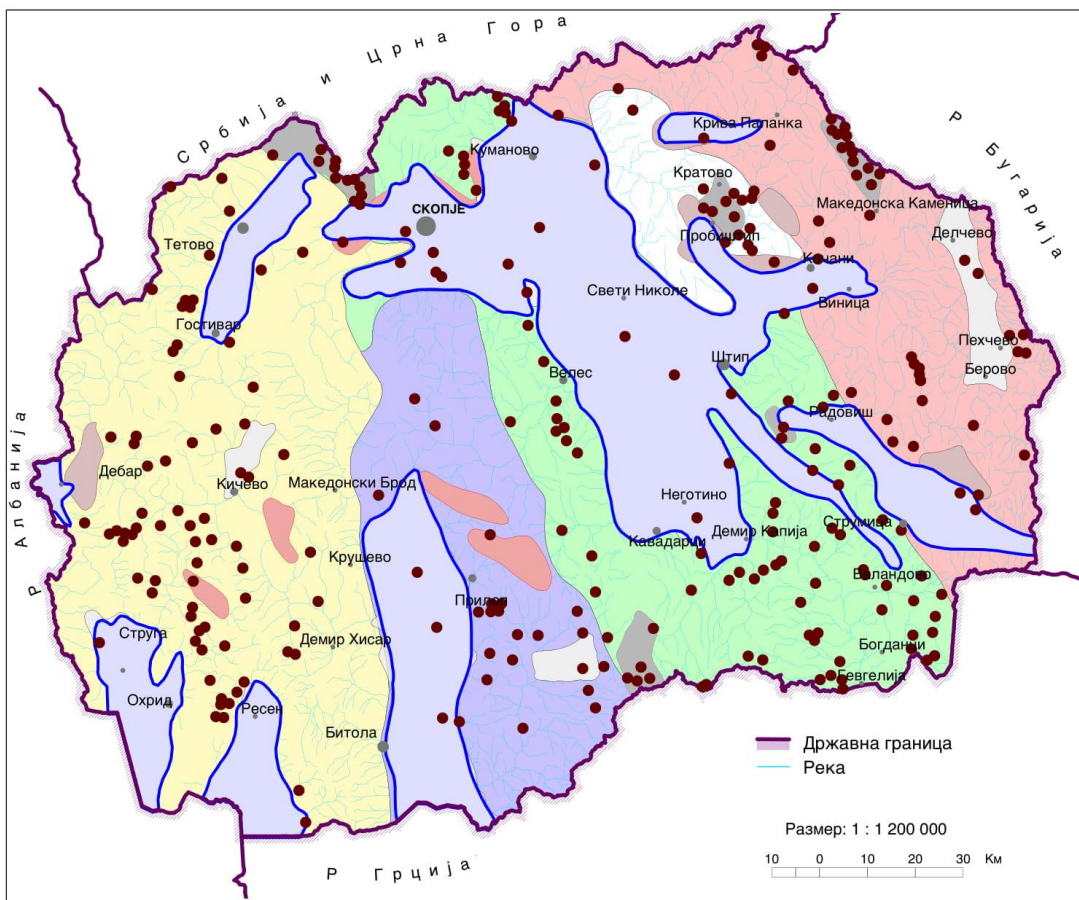 Србија и Црна Гора
Р Бугарија
Р Албанија
Р Грција
Куманово
Крива Паланка
Кратово
Македонска Каменица
СКОПЈЕ
Пробиштип
Делчево
Тетово
Кочани
Свети Николе
Виница
Гостивар
Пехчево
Штип
Берово
Велес
Радовиш
Дебар
Кичево
Македонски Брод
Неготино
Струмица
Кавадарци
Демир Капија
Крушево
Валандово
Прилеп
Струга
Демир Хисар
Богданци
Гевгелија
Охрид
Ресен
Битола
Државна граница
Река
Размер: 1 : 1 200 000
10 0 10 20 30 Км